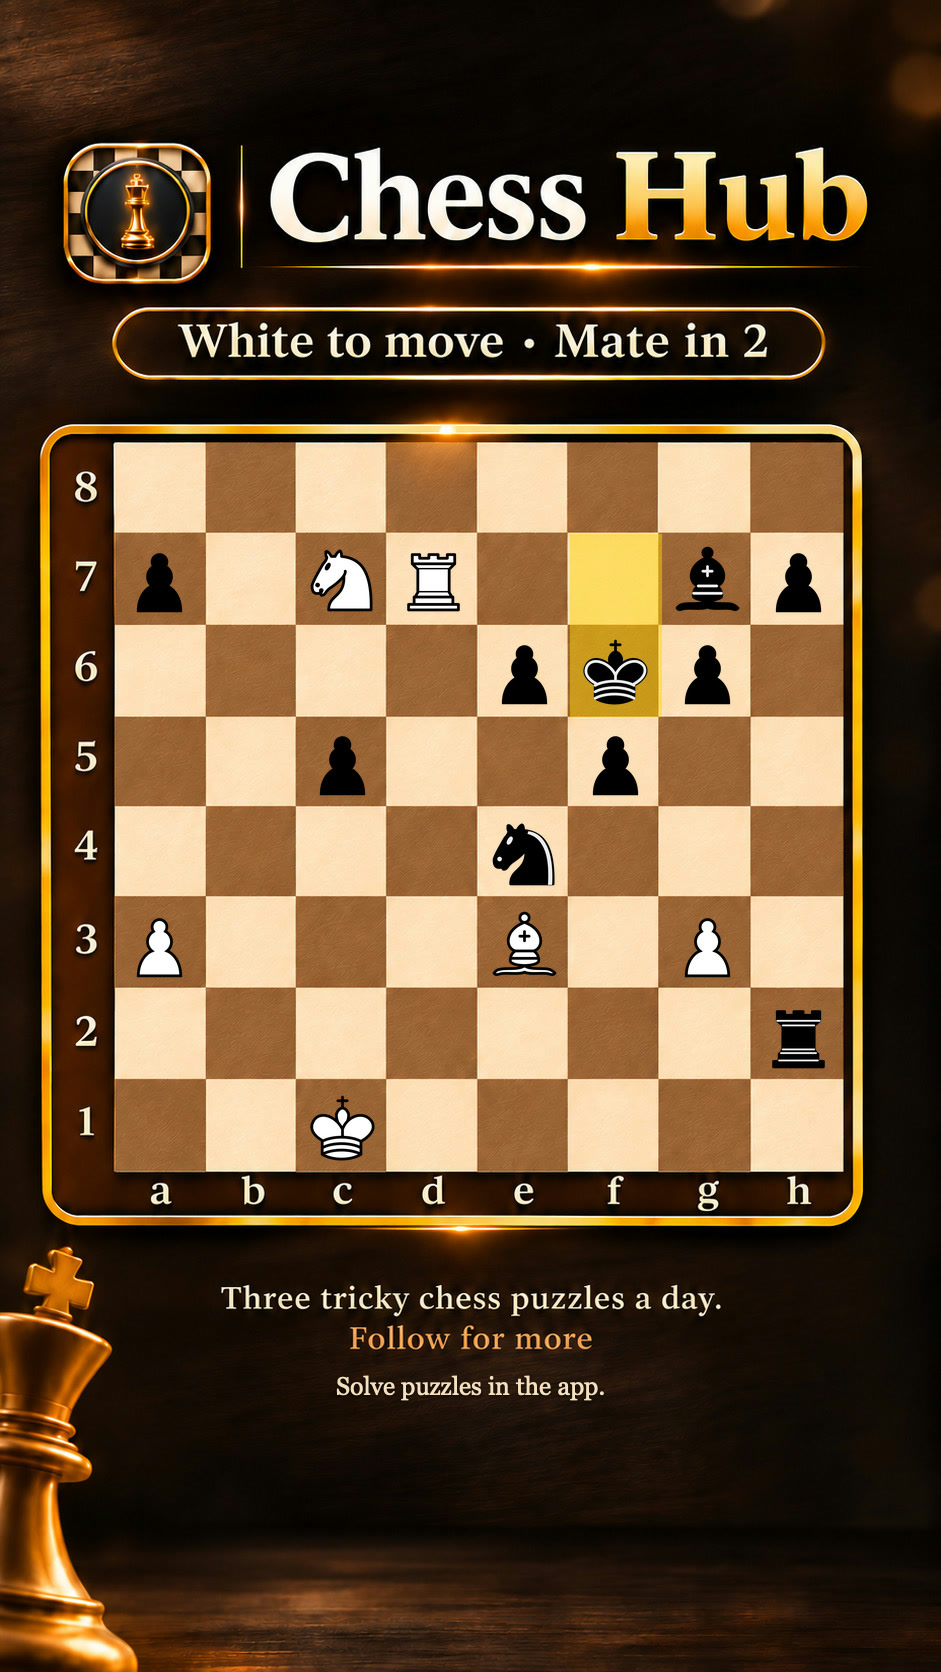 Chess Hub
White to move • Mate in 2
8
7
6
5
4
3
2
1
a b c d e f g h
Three tricky chess puzzles a day.
Follow for more
Solve puzzles in the app.